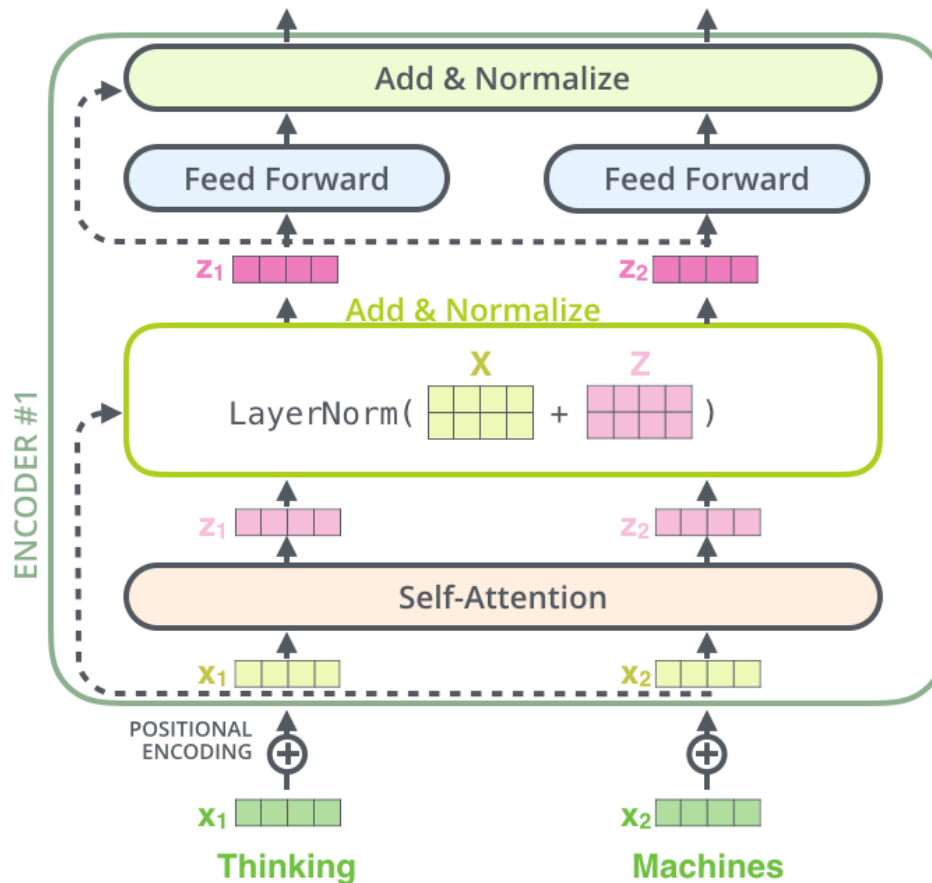 Add & Normalize
Feed Forward
Feed Forward
z1
z2
Add & Normalize
X
Z
LayerNorm(
+
)
ENCODER #1
z1
z2
Self-Attention
x1
x2
POSITIONAL
ENCODING
x1
x2
Thinking
Machines